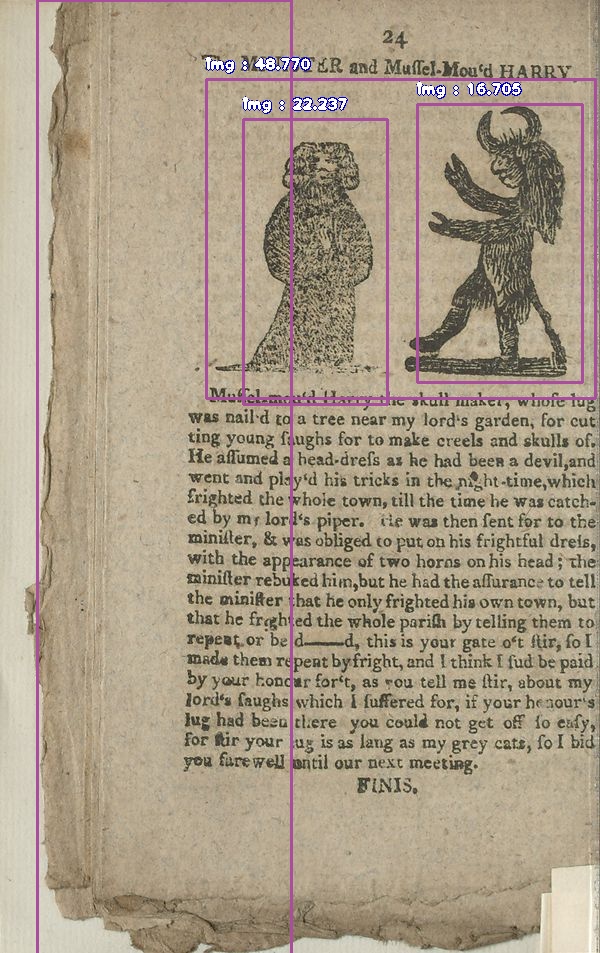 24
The MINISTER and Muſſel-Mou'd HARRY
Img : 48.770
Img : 22.237
Img : 16.705
Muſſel-mou'd Harry the skull maker, whoſe lug
was nail'd to a tree near my lord's garden, for cut
ting young ſaughs for to make creels and skulls of.
He aſſumed a head-dreſs as he had been a devil,and
went and play'd his tricks in the night-time,which
frighted the whole town, till the time he was catch-
ed by my lord's piper. He was then ſent for to the
miniſter, & was obliged to put on his frightful dreſs,
with the appearance of two horns on his head ; the
miniſter rebuked him,but he had the aſſurance to tell
the miniſter that he only frighted his own town, but
that he frighted the whole pariſh by telling them to
repeat or be d——d, this is your gate o't ſtir, ſo I
made them repent by fright, and I think I ſud be paid
by your honour for't, as you tell me ſtir, about my
lord's ſaughs which I ſuffered for, if your honour's
lug had been there you could not get off ſo eaſy,
for ſtir your lug is as lang as my grey cats, ſo I bid
you farewell until our next meeting.
FINIS.